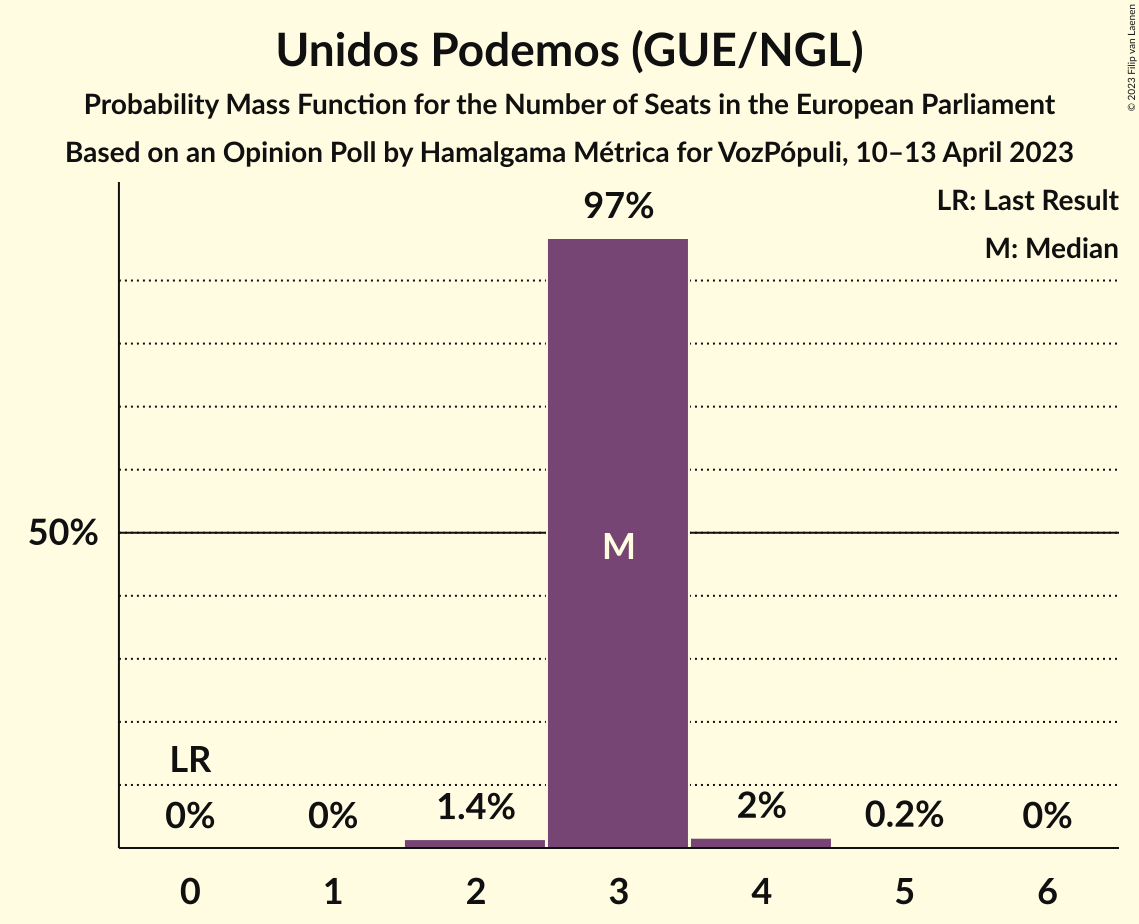 Unidos Podemos (GUE/NGL)
Probability Mass Function for the Number of Seats in the European Parliament
Based on an Opinion Poll by Hamalgama Métrica for VozPópuli, 10–13 April 2023
© 2023 Filip van Laenen
LR: Last Result
M: Median
97%
50%
M
LR
0%
0%
1.4%
2%
0.2%
0%
0
1
2
3
4
5
6